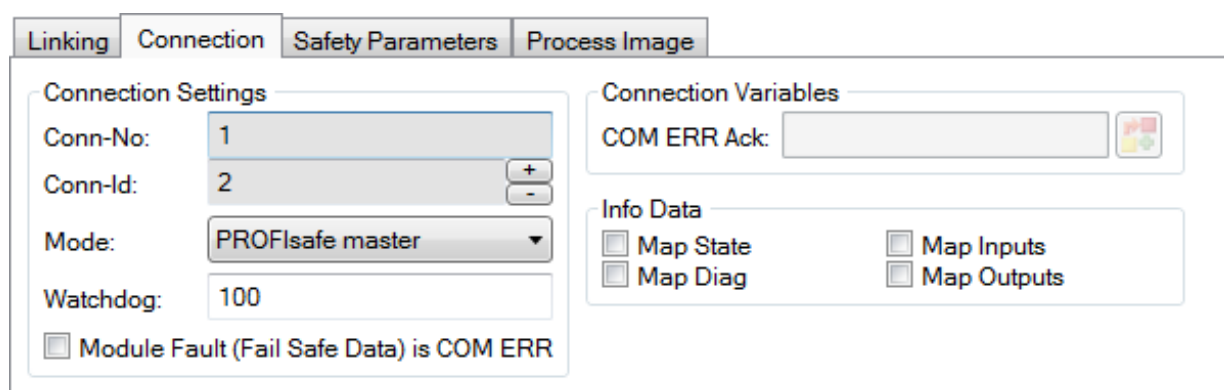 Linking Connection Safety Parameters Process Image
Connection Settings
Conn-No: 1
Conn-Id: 2 + -
Mode: PROFIsafe master
Watchdog: 100
Module Fault (Fail Safe Data) is COM ERR
Connection Variables
COM ERR Ack:
Info Data
Map State Map Inputs
Map Diag Map Outputs